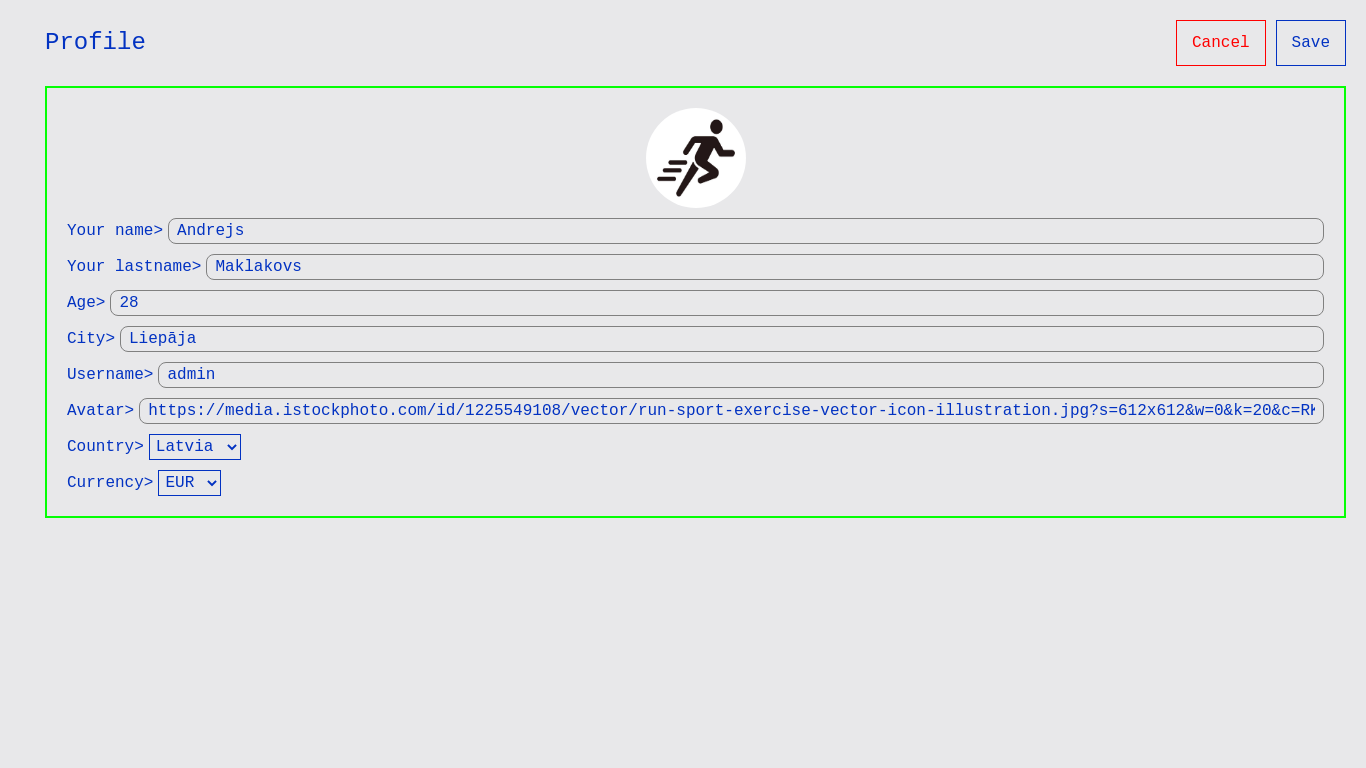 Profile
Cancel
Save
Your name> Andrejs
Your lastname> Maklakovs
Age> 28
City> Liepāja
Username> admin
Avatar> https://media.istockphoto.com/id/1225549108/vector/run-sport-exercise-vector-icon-illustration.jpg?s=612x612&w=0&k=20&c=RK
Country> Latvia
Currency> EUR